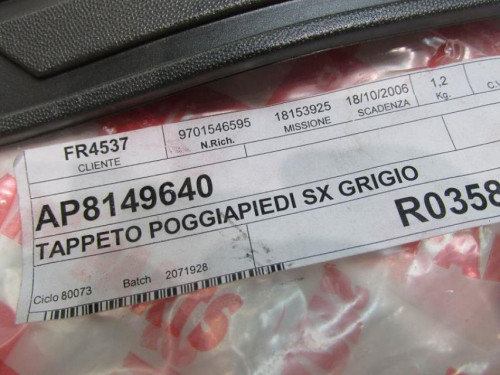 FR4537 9701546595 18153925 18/10/2006 1,2
CLIENTE N.Rich. MISSIONE SCADENZA Kg. C.V
AP8149640
TAPPETO POGGIAPIEDI SX GRIGIO
R0358
Ciclo 80073 Batch 2071928